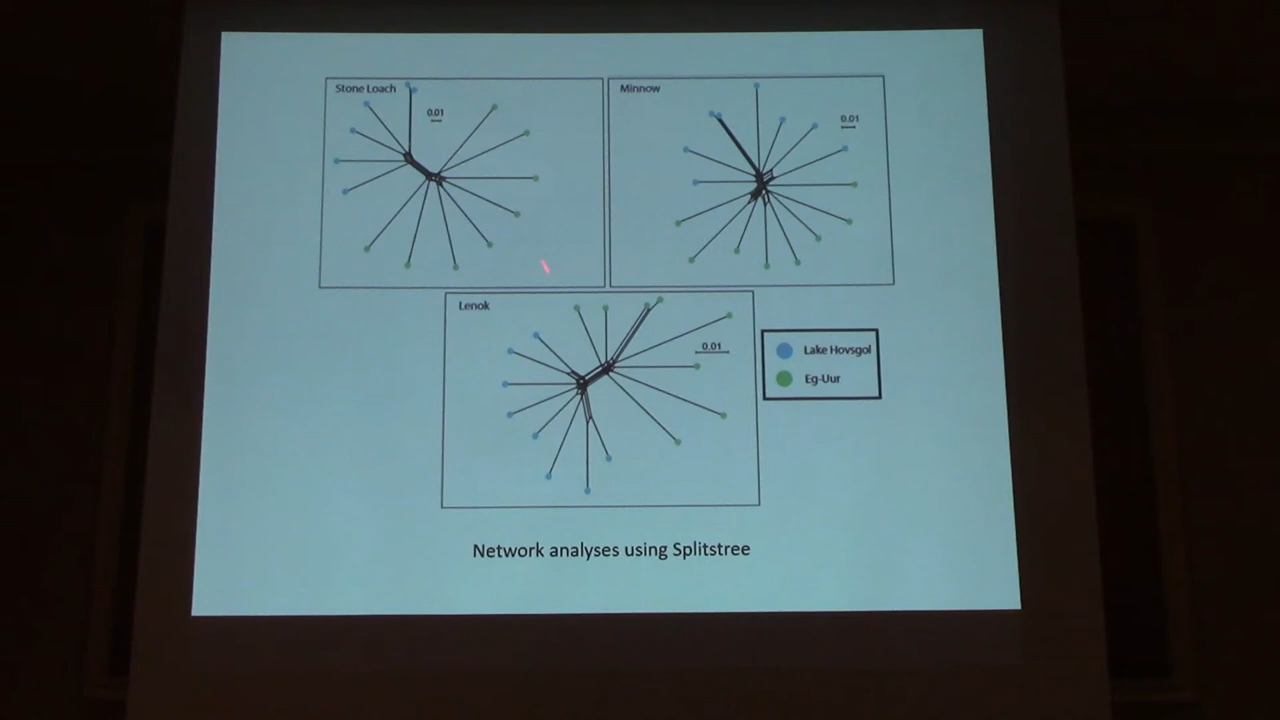 Stone Loach
0.01
Minnow
0.01
Lenok
0.01
Lake Hovsgol
Eg-Uur
Network analyses using Splitstree